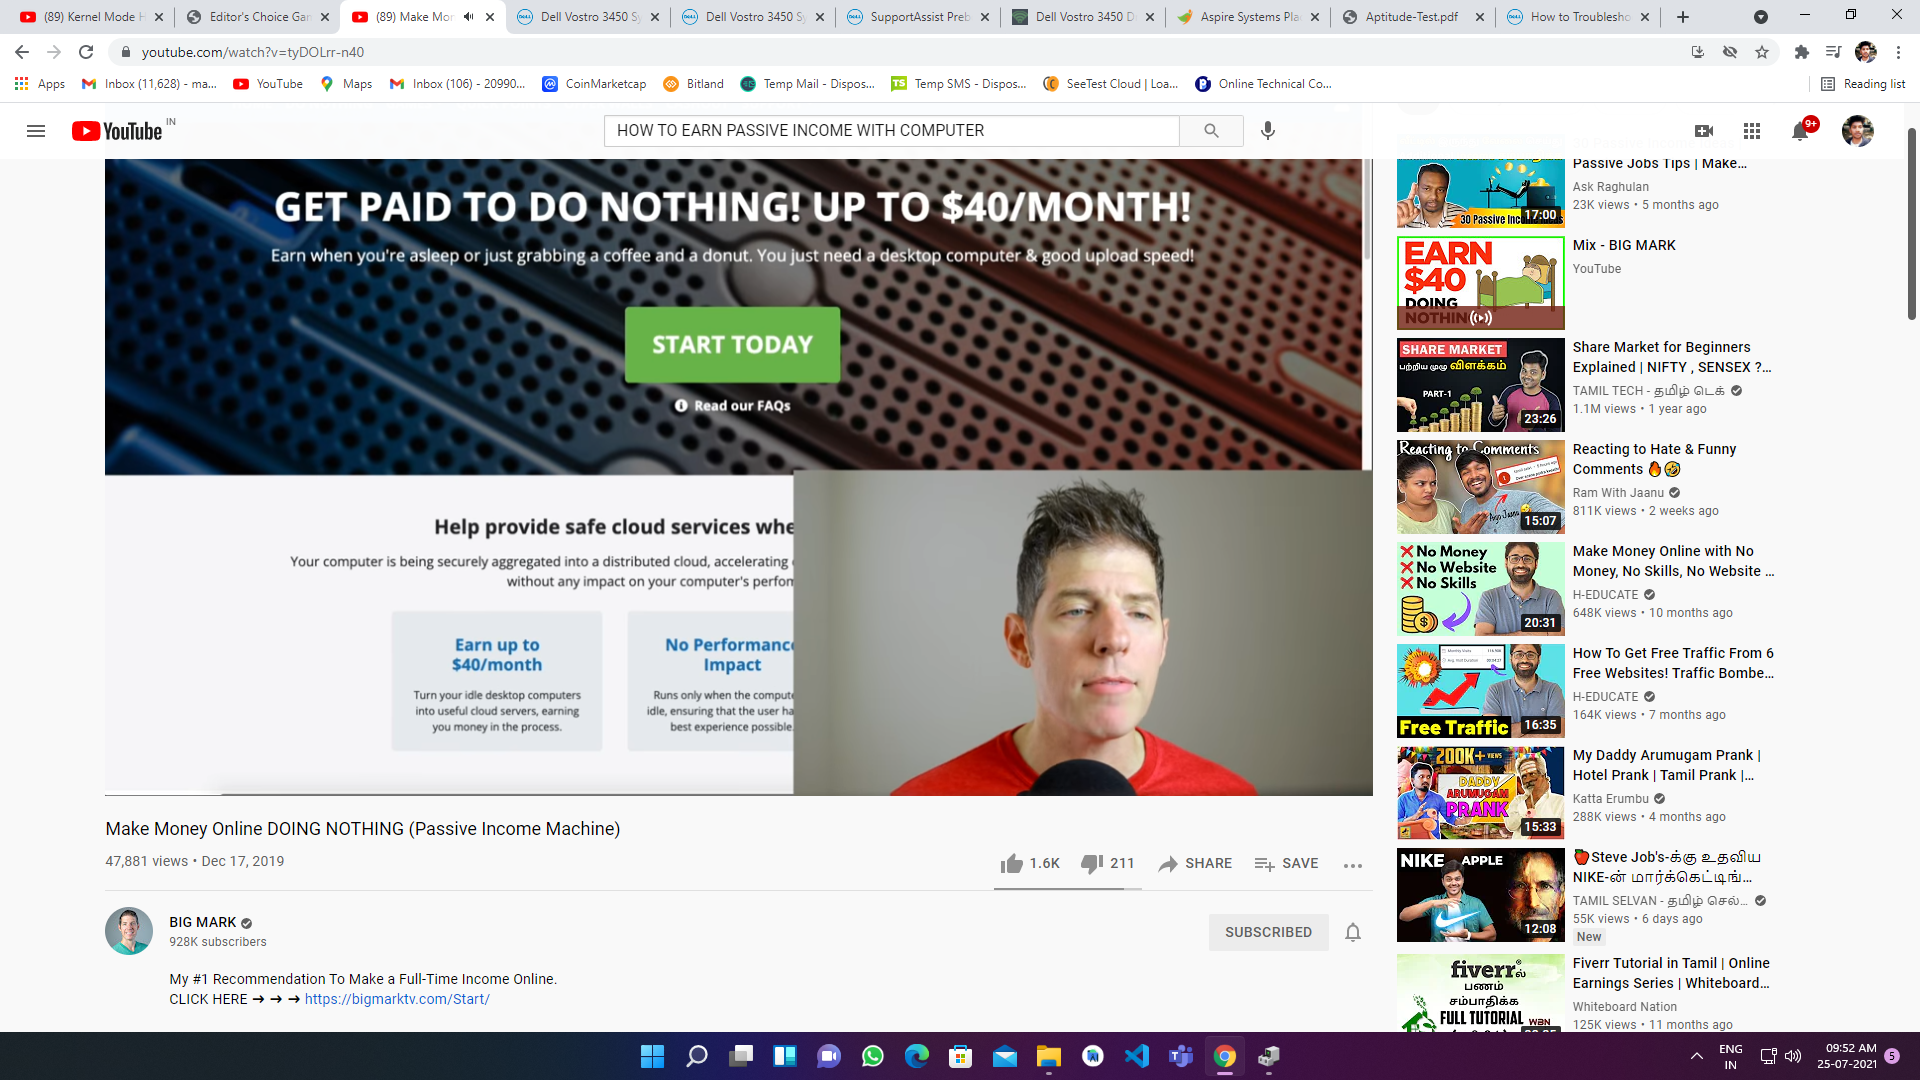 (89) Kernel Mode H
Editor's Choice Gam
(89) Make Mon
Dell Vostro 3450 Sy
Dell Vostro 3450 Sy
SupportAssist Preb
Dell Vostro 3450 D
Aspire Systems Pla
Aptitude-Test.pdf
How to Troublesho
youtube.com/watch?v=tyDOLrr-n40
Apps
Inbox (11,628) - ma...
YouTube
Maps
Inbox (106) - 20990...
CoinMarketcap
Bitland
Temp Mail - Dispos...
TS
Temp SMS - Dispos...
SeeTest Cloud | Loa...
Online Technical Co...
Reading list
YouTube IN
HOW TO EARN PASSIVE INCOME WITH COMPUTER
9+
GET PAID TO DO NOTHING! UP TO $40/MONTH!
Earn when you're asleep or just grabbing a coffee and a donut. You just need a desktop computer & good upload speed!
START TODAY
Read our FAQs
Help provide safe cloud services whe
Your computer is being securely aggregated into a distributed cloud, accelerating
without any impact on your computer's perfom
Earn up to
$40/month
Turn your idle desktop computers
into useful cloud servers, earning
you money in the process.
No Performance
Impact
Runs only when the compute
idle, ensuring that the user ha
best experience possible.
Make Money Online DOING NOTHING (Passive Income Machine)
47,881 views • Dec 17, 2019
1.6K
211
SHARE
SAVE
BIG MARK
928K subscribers
SUBSCRIBED
My #1 Recommendation To Make a Full-Time Income Online.
CLICK HERE ➔ ➔ ➔ https://bigmarktv.com/Start/
30 Passive Income Ideas
17:00
Passive Jobs Tips | Make...
Ask Raghulan
23K views • 5 months ago
EARN
$40
DOING
NOTHING
Mix - BIG MARK
YouTube
SHARE MARKET
பற்றிய முழு விளக்கம்
PART-1
23:26
Share Market for Beginners
Explained | NIFTY , SENSEX ?...
TAMIL TECH - தமிழ் டெக்
1.1M views • 1 year ago
Reacting to Comments
15:07
Reacting to Hate & Funny
Comments 🔥🤣
Ram With Jaanu
811K views • 2 weeks ago
No Money
No Website
No Skills
20:31
Make Money Online with No
Money, No Skills, No Website ...
H-EDUCATE
648K views • 10 months ago
Free Traffic
16:35
How To Get Free Traffic From 6
Free Websites! Traffic Bombe...
H-EDUCATE
164K views • 7 months ago
200K+ VIEWS
DADDY
ARUMUGAM
PRANK
15:33
My Daddy Arumugam Prank |
Hotel Prank | Tamil Prank |...
Katta Erumbu
288K views • 4 months ago
NIKE APPLE
12:08
🍎Steve Job's-க்கு உதவிய
NIKE-ன் மார்க்கெட்டிங்...
TAMIL SELVAN - தமிழ் செல்...
55K views • 6 days ago
New
fiverr ல்
பணம்
சம்பாதிக்க
FULL TUTORIAL
WBN
Fiverr Tutorial in Tamil | Online
Earnings Series | Whiteboard...
Whiteboard Nation
125K views • 11 months ago
ENG
IN
09:52 AM
25-07-2021
5